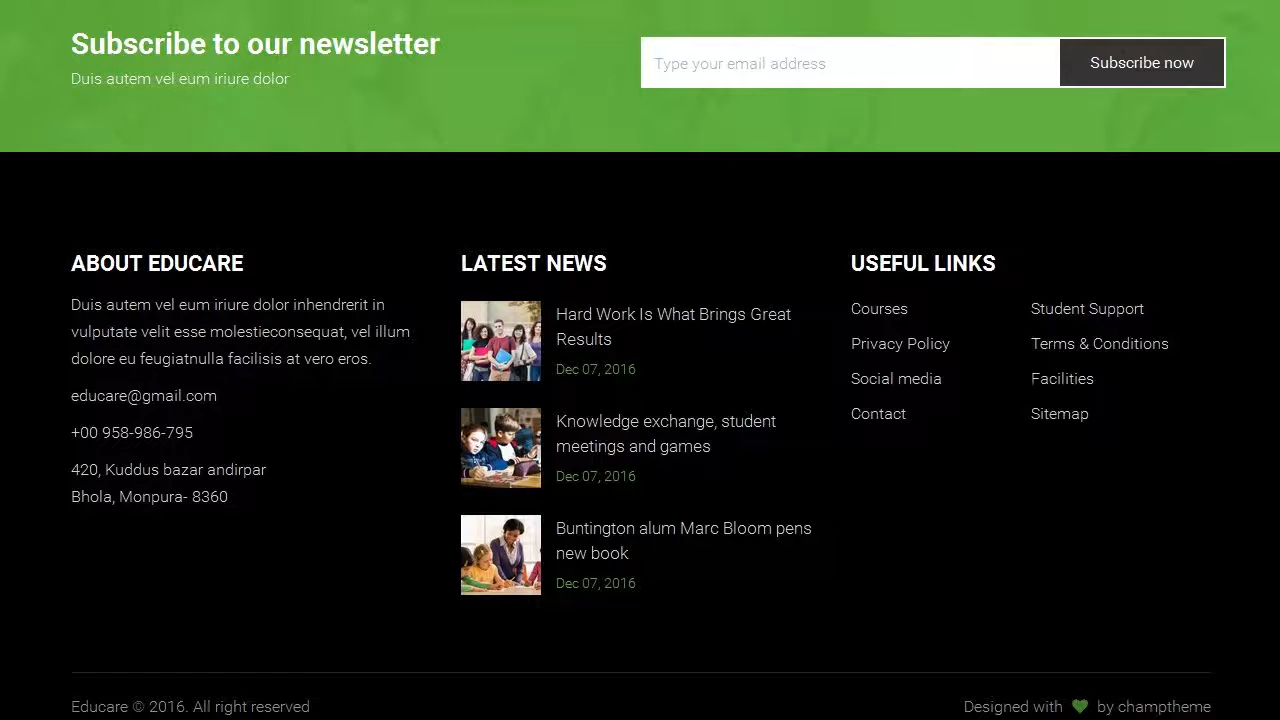 Subscribe to our newsletter
Duis autem vel eum iriure dolor
Type your email address
Subscribe now
ABOUT EDUCARE
Duis autem vel eum iriure dolor inhendrerit in
vulputate velit esse molestieconsequat, vel illum
dolore eu feugiatnulla facilisis at vero eros.
educare@gmail.com
+00 958-986-795
420, Kuddus bazar andirpar
Bhola, Monpura- 8360
LATEST NEWS
Hard Work Is What Brings Great
Results
Dec 07, 2016
Knowledge exchange, student
meetings and games
Dec 07, 2016
Buntington alum Marc Bloom pens
new book
Dec 07, 2016
USEFUL LINKS
Courses
Privacy Policy
Social media
Contact
Student Support
Terms & Conditions
Facilities
Sitemap
Educare © 2016. All right reserved
Designed with 💚 by champtheme